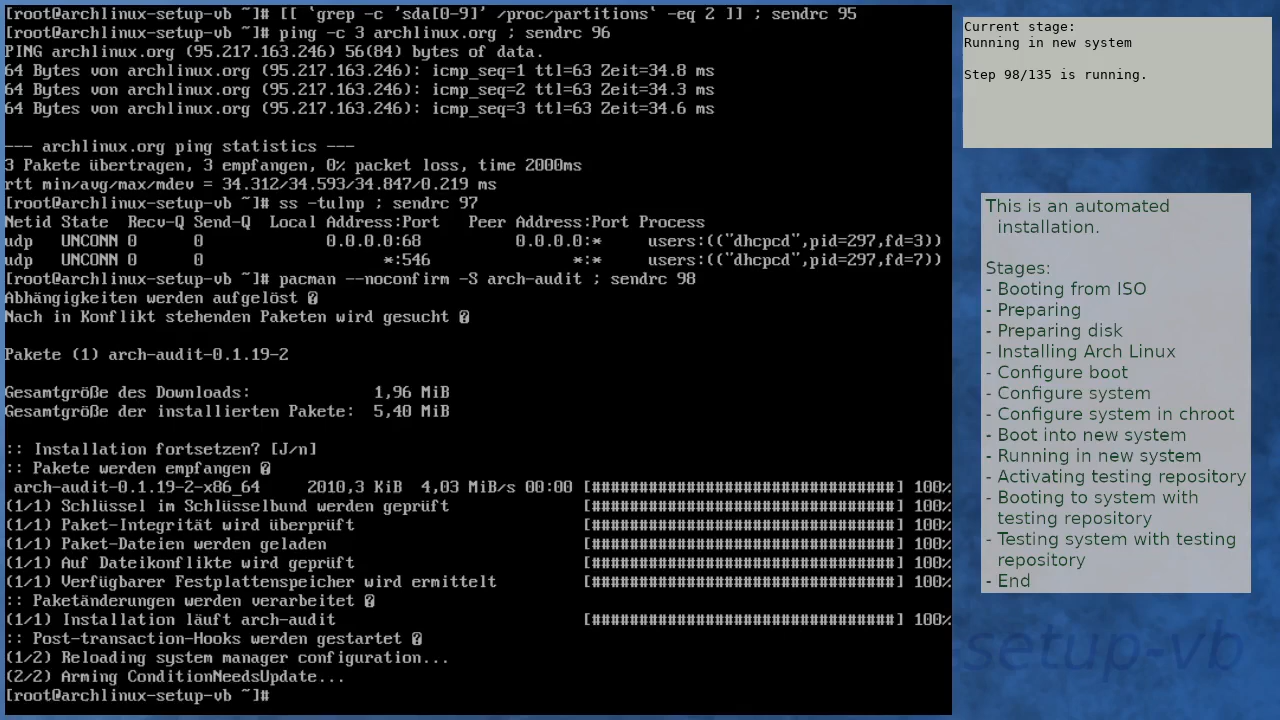 [root@archlinux-setup-vb ~]# [[ `grep -c 'sda[0-9]' /proc/partitions` -eq 2 ]] ; sendrc 95
[root@archlinux-setup-vb ~]# ping -c 3 archlinux.org ; sendrc 96
PING archlinux.org (95.217.163.246) 56(84) bytes of data.
64 Bytes von archlinux.org (95.217.163.246): icmp_seq=1 ttl=63 Zeit=34.8 ms
64 Bytes von archlinux.org (95.217.163.246): icmp_seq=2 ttl=63 Zeit=34.3 ms
64 Bytes von archlinux.org (95.217.163.246): icmp_seq=3 ttl=63 Zeit=34.6 ms
--- archlinux.org ping statistics ---
3 Pakete übertragen, 3 empfangen, 0% packet loss, time 2000ms
rtt min/avg/max/mdev = 34.312/34.593/34.847/0.219 ms
[root@archlinux-setup-vb ~]# ss -tulnp ; sendrc 97
Netid State  Recv-Q Send-Q  Local Address:Port   Peer Address:Port Process
udp   UNCONN 0      0             0.0.0.0:68          0.0.0.0:*     users:(("dhcpcd",pid=297,fd=3))
udp   UNCONN 0      0                   *:546               *:*     users:(("dhcpcd",pid=297,fd=7))
[root@archlinux-setup-vb ~]# pacman --noconfirm -S arch-audit ; sendrc 98
Abhängigkeiten werden aufgelöst �
Nach in Konflikt stehenden Paketen wird gesucht �
Pakete (1) arch-audit-0.1.19-2
Gesamtgröße des Downloads:             1,96 MiB
Gesamtgröße der installierten Pakete:  5,40 MiB
:: Installation fortsetzen? [J/n]
:: Pakete werden empfangen �
arch-audit-0.1.19-2-x86_64     2010,3 KiB  4,03 MiB/s 00:00 [################################] 100%
(1/1) Schlüssel im Schlüsselbund werden geprüft              [################################] 100%
(1/1) Paket-Integrität wird überprüft                        [################################] 100%
(1/1) Paket-Dateien werden geladen                           [################################] 100%
(1/1) Auf Dateikonflikte wird geprüft                        [################################] 100%
(1/1) Verfügbarer Festplattenspeicher wird ermittelt         [################################] 100%
:: Paketänderungen werden verarbeitet �
(1/1) Installation läuft arch-audit                          [################################] 100%
:: Post-transaction-Hooks werden gestartet �
(1/2) Reloading system manager configuration...
(2/2) Arming ConditionNeedsUpdate...
[root@archlinux-setup-vb ~]#
Current stage:
Running in new system
Step 98/135 is running.
This is an automated
installation.
Stages:
- Booting from ISO
- Preparing
- Preparing disk
- Installing Arch Linux
- Configure boot
- Configure system
- Configure system in chroot
- Boot into new system
- Running in new system
- Activating testing repository
- Booting to system with
testing repository
- Testing system with testing
repository
- End
-setup-vb